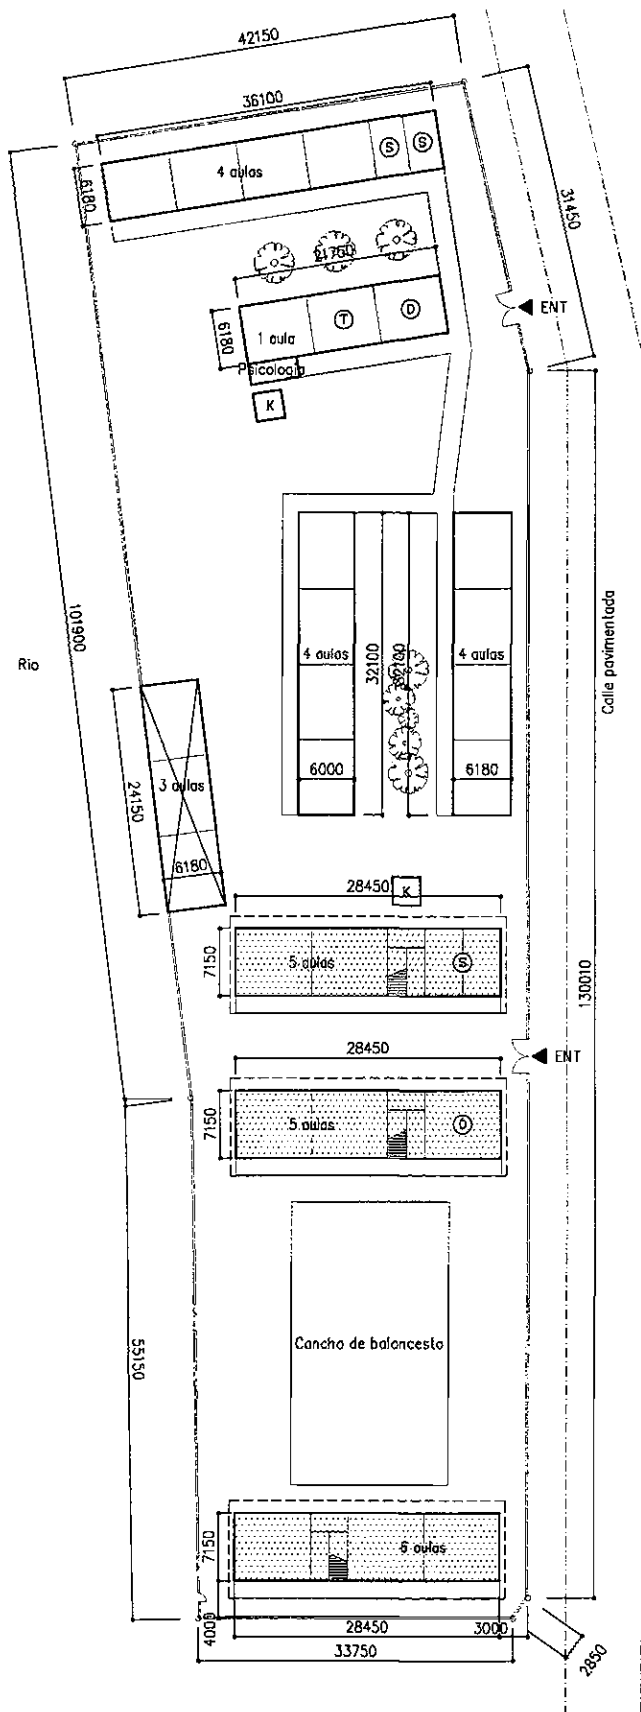 42150
36100
4 aulas
S
S
6180
31450
21750
ENT
6180
1 aula
T
D
Psicologia
K
101900
Rio
Calle pavimentada
4 aulas
32100
32100
4 aulas
6000
6180
3 aulas
24150
6180
28450
K
7150
5 aulas
S
130010
28450
ENT
7150
5 aulas
D
Cancha de baloncesto
55150
7150
6 aulas
4000
28450
3000
33750
2850